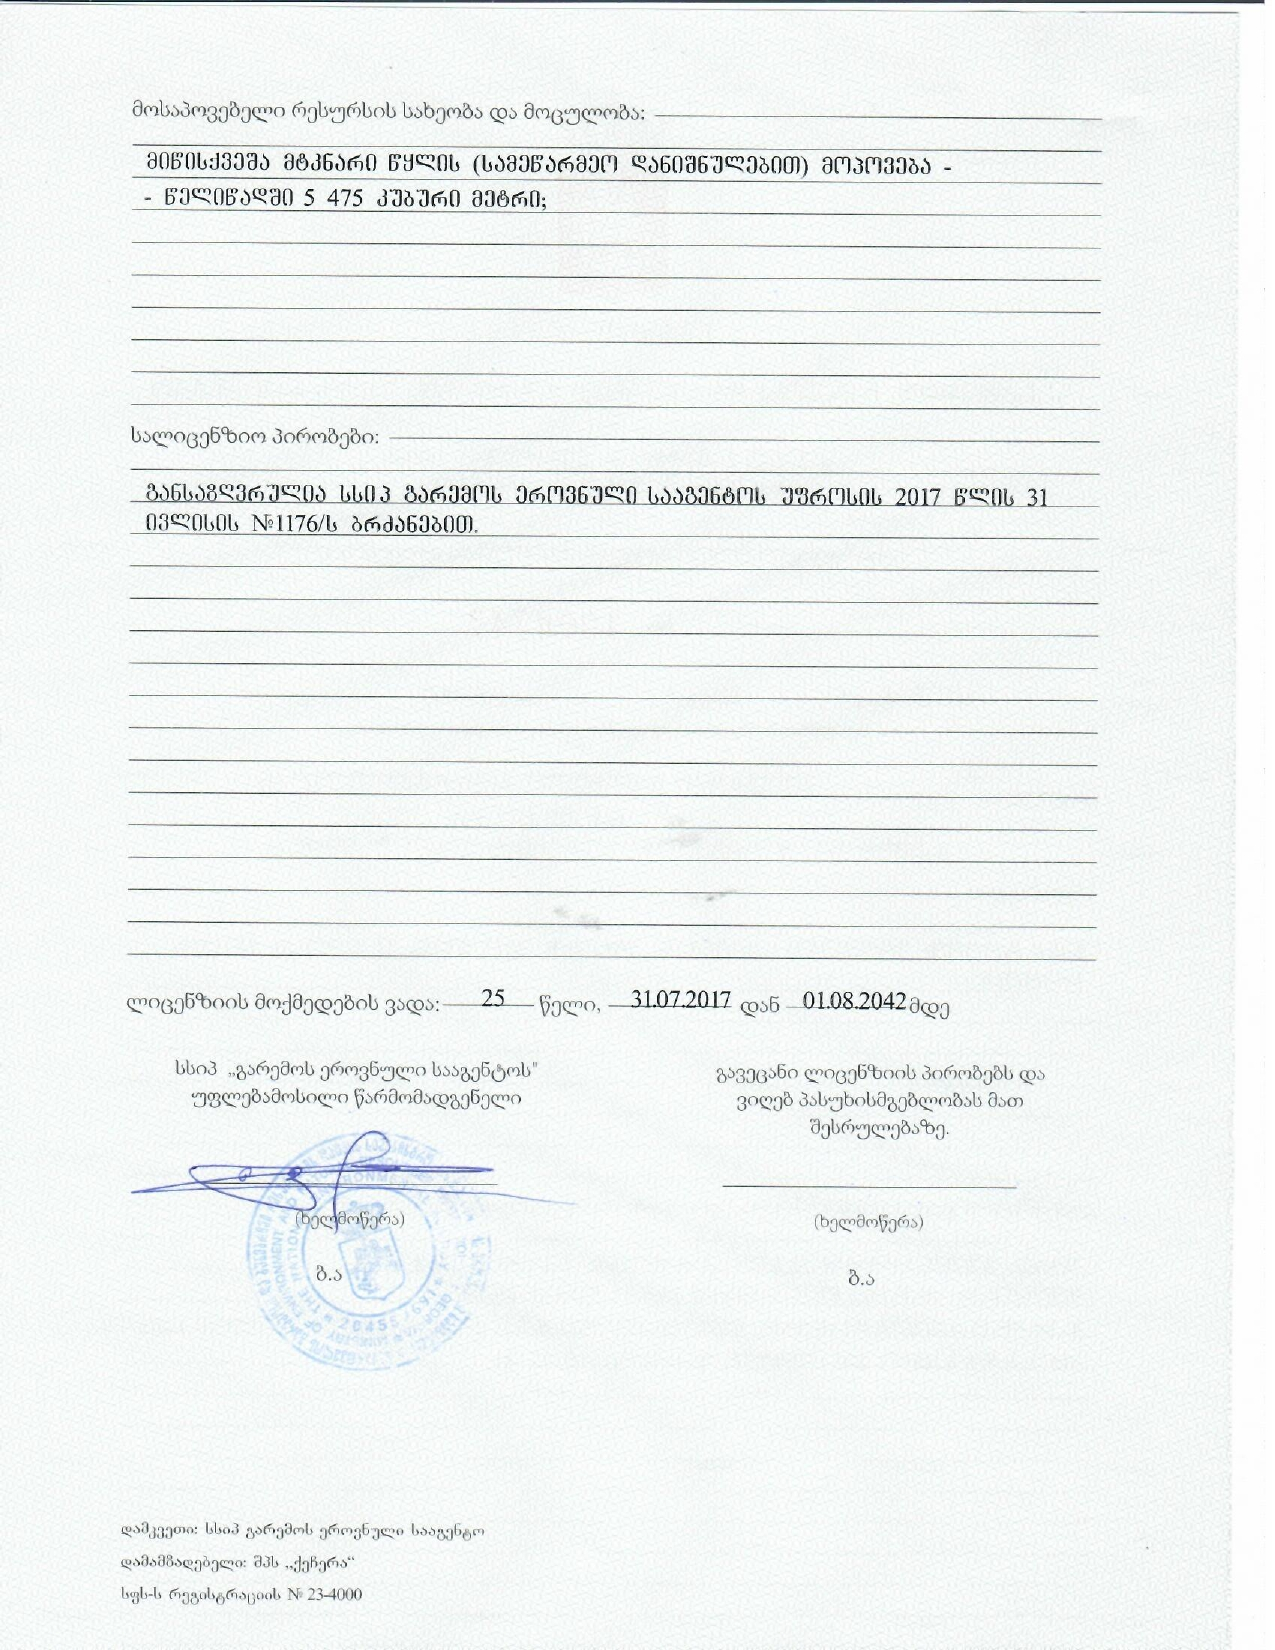 მოსაპოვებელი რესურსის სახეობა და მოცულობა:
მიწისქვეშა მტკნარი წყლის (სამეწარმეო დანიშნულებით) მოპოვება -
- წელიწადში 5 475 კუბური მეტრი;
სალიცენზიო პირობები:
განსაზღვრულია სსიპ გარემოს ეროვნული სააგენტოს უფროსის 2017 წლის 31
ივლისის №1176/ს ბრძანებით.
ლიცენზიის მოქმედების ვადა: 25 წელი, 31.07.2017 დან 01.08.2042 მდე
სსიპ „გარემოს ეროვნული სააგენტოს"
უფლებამოსილი წარმომადგენელი
გავეცანი ლიცენზიის პირობებს და
ვიღებ პასუხისმგებლობას მათ
შესრულებაზე.
(ხელმოწერა)
(ხელმოწერა)
ბ.ა
ბ.ა
დამკვეთი: სსიპ გარემოს ეროვნული სააგენტო
დამამზადებელი: შპს „ქეჩერა“
სფს-ს რეგისტრაციის № 23-4000